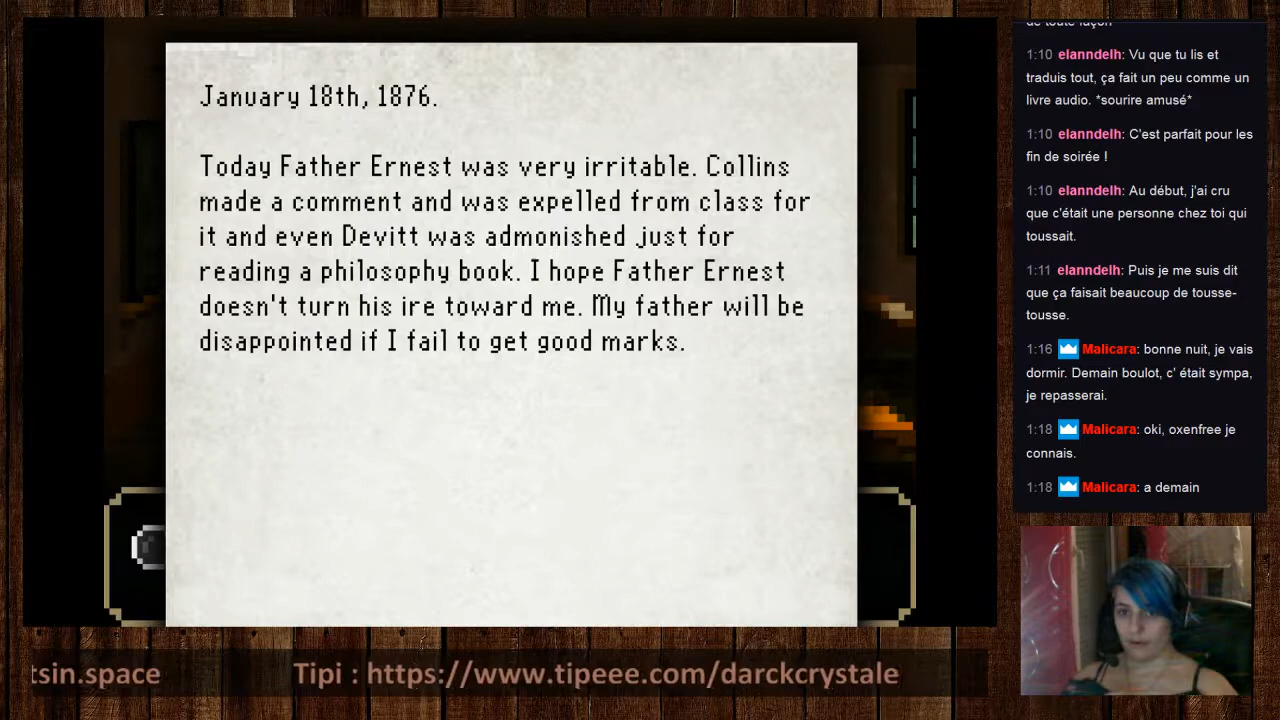 January 18th, 1876.
Today Father Ernest was very irritable. Collins
made a comment and was expelled from class for
it and even Devitt was admonished just for
reading a philosophy book. I hope Father Ernest
doesn't turn his ire toward me. My father will be
disappointed if I fail to get good marks.
de toute façon
1:10 elanndelh: Vu que tu lis et
traduis tout, ça fait un peu comme un
livre audio. *sourire amusé*
1:10 elanndelh: C'est parfait pour les
fin de soirée !
1:10 elanndelh: Au début, j'ai cru
que c'était une personne chez toi qui
toussait.
1:11 elanndelh: Puis je me suis dit
que ça faisait beaucoup de tousse-
tousse.
1:16 Malicara: bonne nuit, je vais
dormir. Demain boulot, c' était sympa,
je repasserai.
1:18 Malicara: oki, oxenfree je
connais.
1:18 Malicara: a demain
tsin.space Tipi : https://www.tipeee.com/darckcrystale